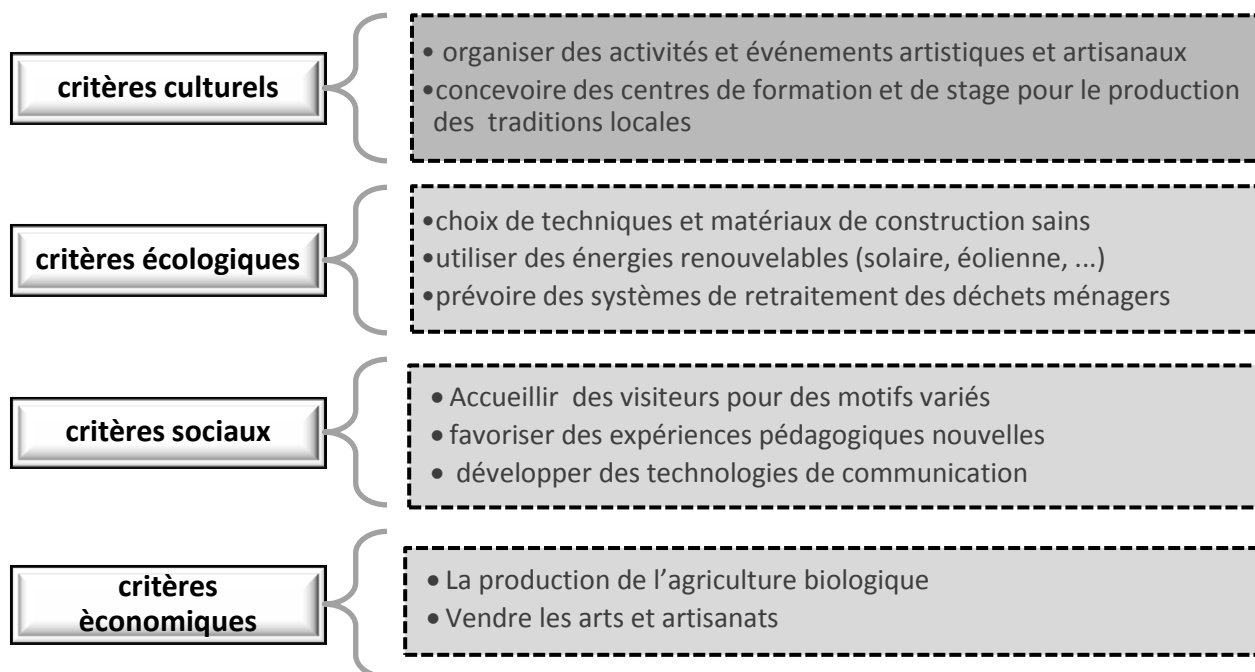 critères culturels
• organiser des activités et événements artistiques et artisanaux
•concevoire des centres de formation et de stage pour le production
des traditions locales
critères écologiques
•choix de techniques et matériaux de construction sains
•utiliser des énergies renouvelables (solaire, éolienne, ...)
•prévoire des systèmes de retraitement des déchets ménagers
critères sociaux
• Accueillir des visiteurs pour des motifs variés
• favoriser des expériences pédagogiques nouvelles
• développer des technologies de communication
critères
èconomiques
• La production de l’agriculture biologique
• Vendre les arts et artisanats